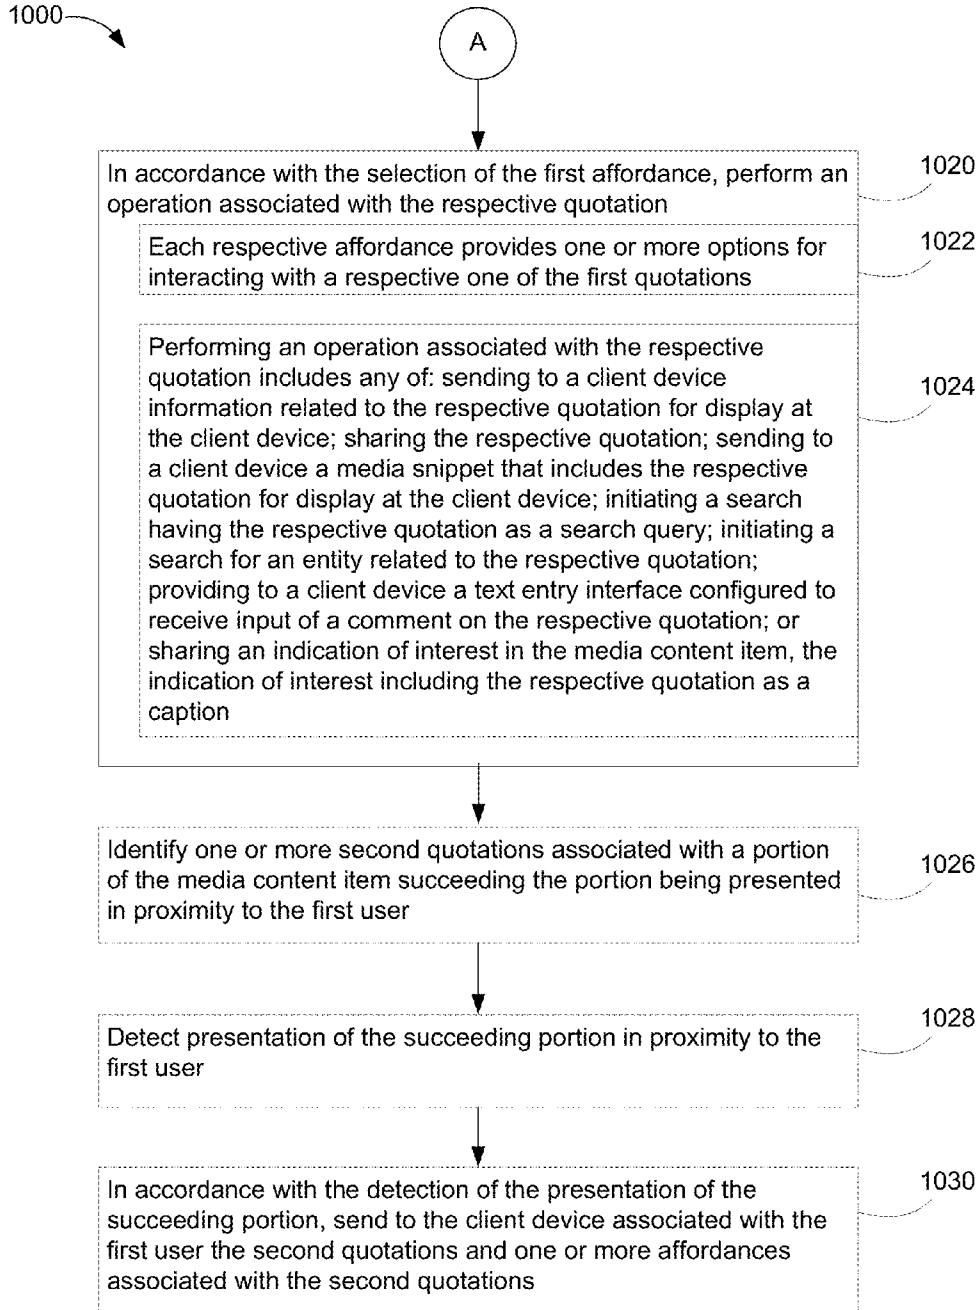 1000
A
In accordance with the selection of the first affordance, perform an
operation associated with the respective quotation
1020
Each respective affordance provides one or more options for
interacting with a respective one of the first quotations
1022
Performing an operation associated with the respective
quotation includes any of: sending to a client device
information related to the respective quotation for display at
the client device; sharing the respective quotation; sending to
a client device a media snippet that includes the respective
quotation for display at the client device; initiating a search
having the respective quotation as a search query; initiating a
search for an entity related to the respective quotation;
providing to a client device a text entry interface configured to
receive input of a comment on the respective quotation; or
sharing an indication of interest in the media content item, the
indication of interest including the respective quotation as a
caption
1024
Identify one or more second quotations associated with a portion
of the media content item succeeding the portion being presented
in proximity to the first user
1026
Detect presentation of the succeeding portion in proximity to the
first user
1028
In accordance with the detection of the presentation of the
succeeding portion, send to the client device associated with the
first user the second quotations and one or more affordances
associated with the second quotations
1030